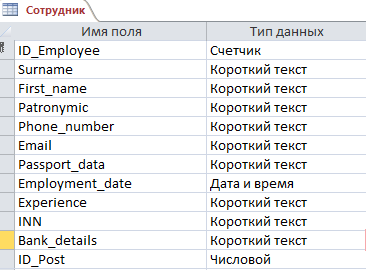 Сотрудник
Имя поля Тип данных
ID_Employee Счетчик
Surname Короткий текст
First_name Короткий текст
Patronymic Короткий текст
Phone_number Короткий текст
Email Короткий текст
Passport_data Короткий текст
Employment_date Дата и время
Experience Короткий текст
INN Короткий текст
Bank_details Короткий текст
ID_Post Числовой